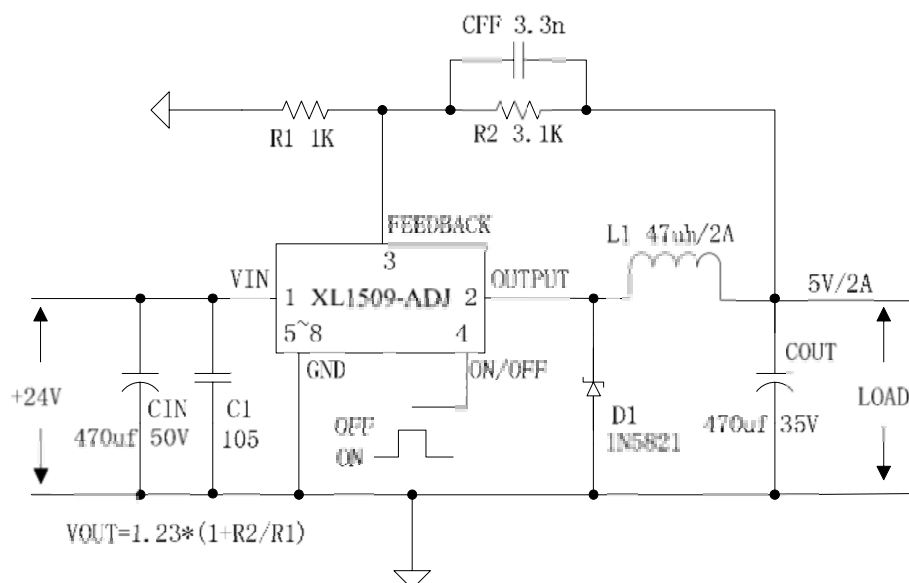 CFF 3.3n
R1 1K
R2 3.1K
FEEDBACK
3
L1 47uh/2A
VIN
OUTPUT
1 XL1509-ADJ 2
5V/2A
5~8
4
GND
ON/OFF
COUT
+24V
CIN
C1
OFF
D1
LOAD
470uf 50V
105
ON
1N5821
470uf 35V
VOUT=1.23*(1+R2/R1)